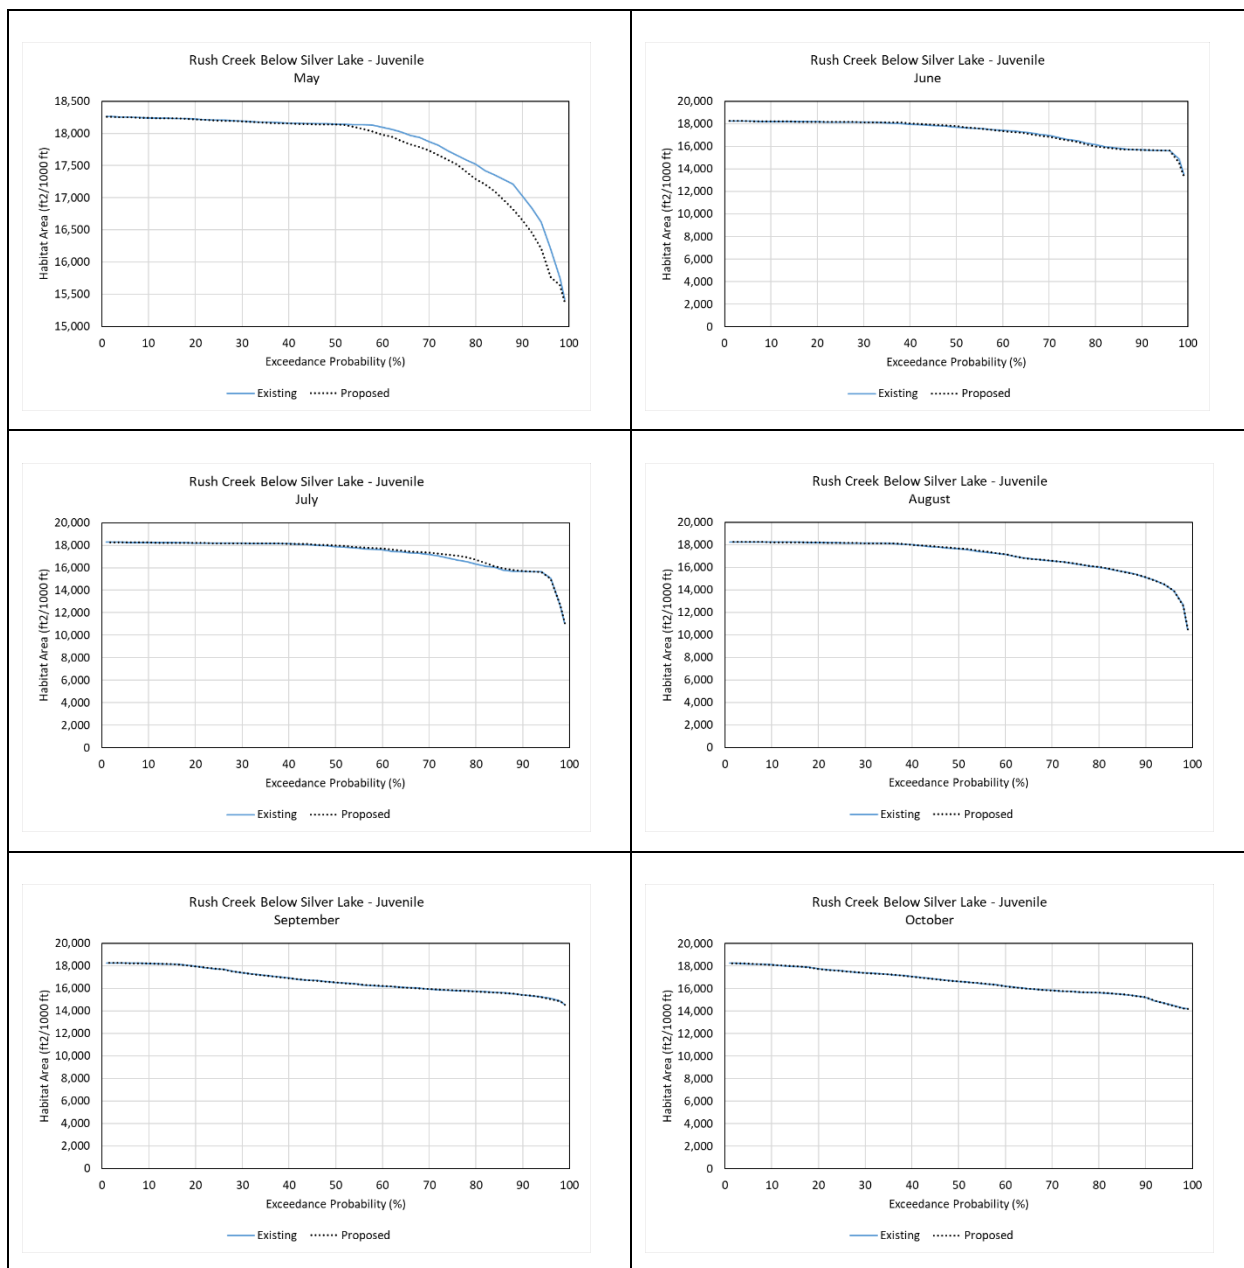 Rush Creek Below Silver Lake - Juvenile
May
Habitat Area (ft2/1000 ft)
18,500
18,000
17,500
17,000
16,500
16,000
15,500
15,000
0 10 20 30 40 50 60 70 80 90 100
Exceedance Probability (%)
Existing Proposed
Rush Creek Below Silver Lake - Juvenile
June
Habitat Area (ft2/1000 ft)
20,000
18,000
16,000
14,000
12,000
10,000
8,000
6,000
4,000
2,000
0
0 10 20 30 40 50 60 70 80 90 100
Exceedance Probability (%)
Existing Proposed
Rush Creek Below Silver Lake - Juvenile
July
Habitat Area (ft2/1000 ft)
20,000
18,000
16,000
14,000
12,000
10,000
8,000
6,000
4,000
2,000
0
0 10 20 30 40 50 60 70 80 90 100
Exceedance Probability (%)
Existing Proposed
Rush Creek Below Silver Lake - Juvenile
August
Habitat Area (ft2/1000 ft)
20,000
18,000
16,000
14,000
12,000
10,000
8,000
6,000
4,000
2,000
0
0 10 20 30 40 50 60 70 80 90 100
Exceedance Probability (%)
Existing Proposed
Rush Creek Below Silver Lake - Juvenile
September
Habitat Area (ft2/1000 ft)
20,000
18,000
16,000
14,000
12,000
10,000
8,000
6,000
4,000
2,000
0
0 10 20 30 40 50 60 70 80 90 100
Exceedance Probability (%)
Existing Proposed
Rush Creek Below Silver Lake - Juvenile
October
Habitat Area (ft2/1000 ft)
20,000
18,000
16,000
14,000
12,000
10,000
8,000
6,000
4,000
2,000
0
0 10 20 30 40 50 60 70 80 90 100
Exceedance Probability (%)
Existing Proposed